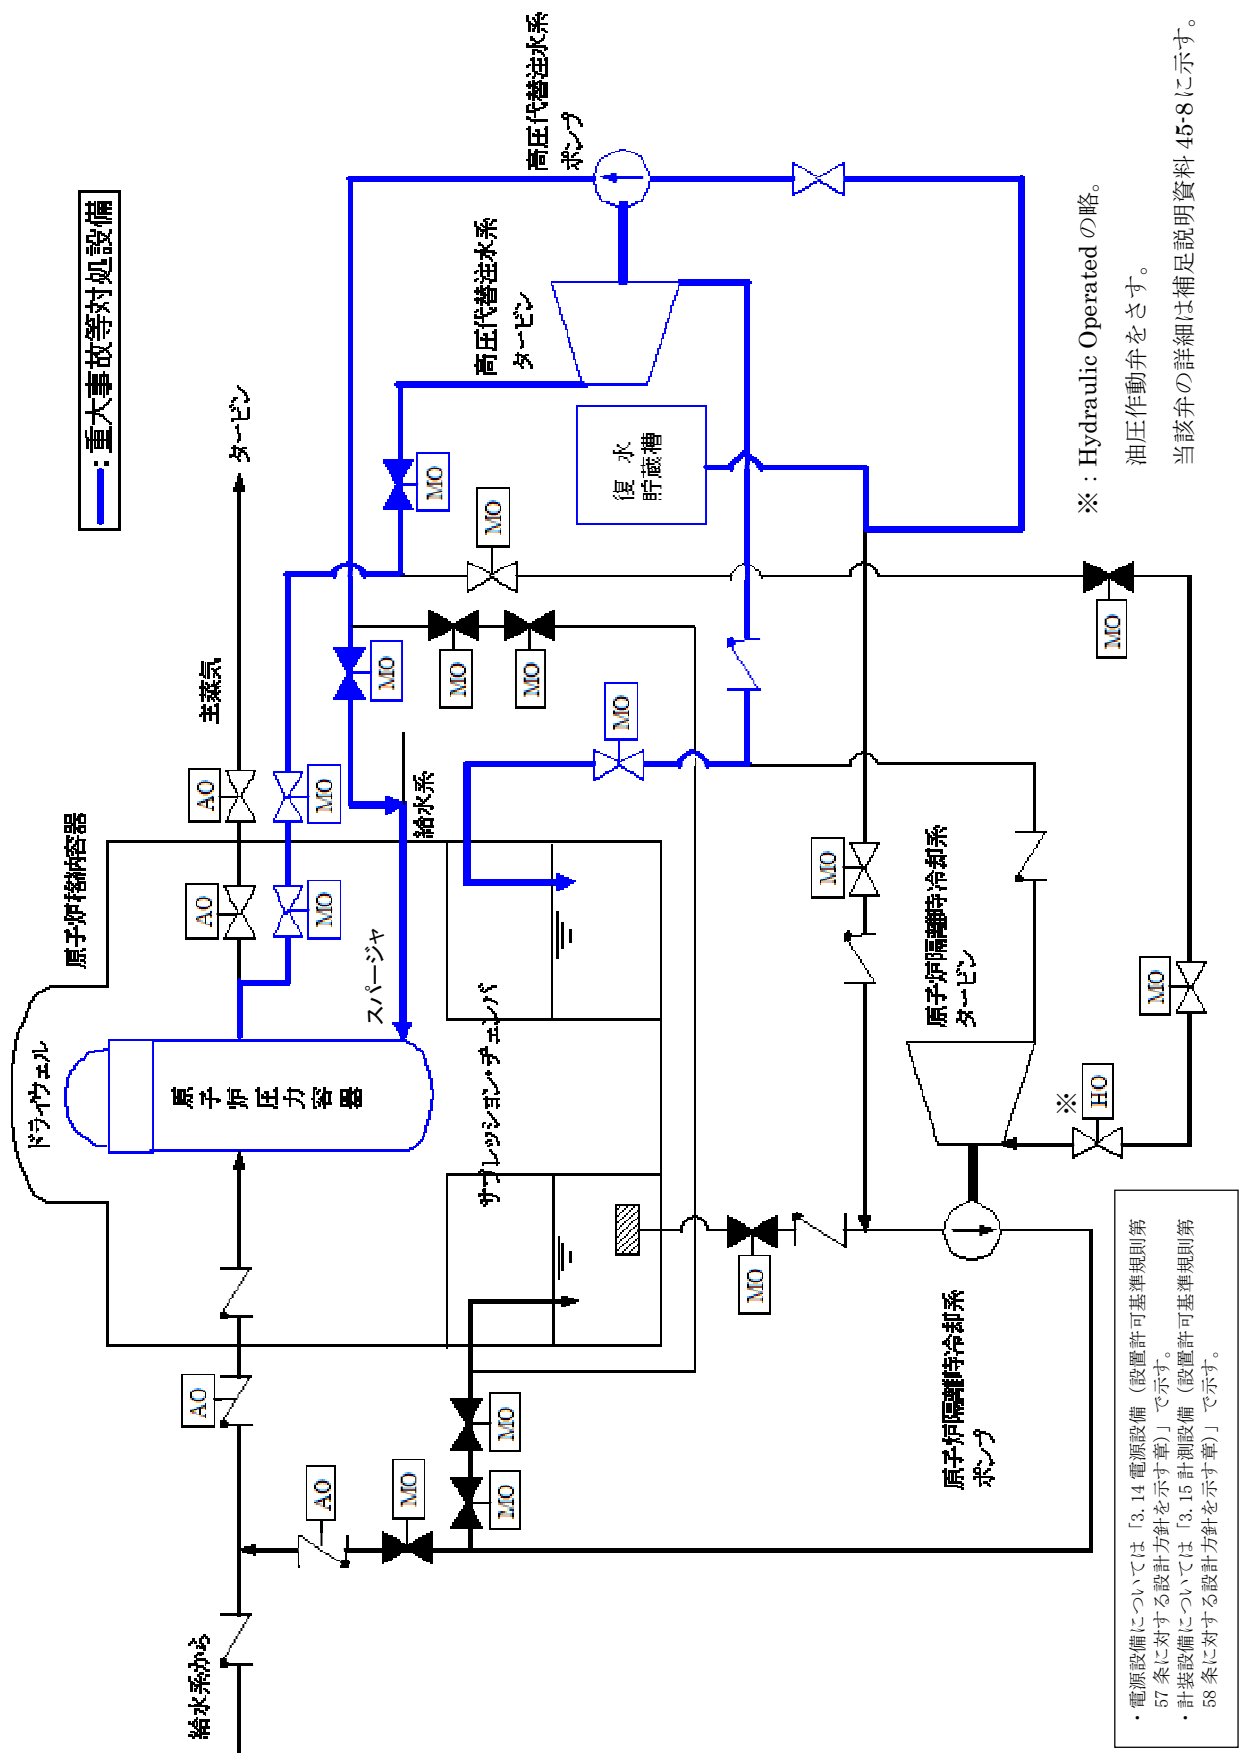 ━：重大事故等対処設備
高圧代替注水系
ポンプ
高圧代替注水系
タービン
タービン
主蒸気
復水
貯蔵槽
MO
MO
MO
MO
MO
MO
MO
AO
MO
AO
MO
給水系
原子炉格納容器
スパージャ
ドライウェル
原子炉圧力容器
サプレッション・チェンバ
MO
原子炉隔離時冷却系
タービン
MO
※
HO
MO
原子炉隔離時冷却系
ポンプ
AO
MO
MO
AO
MO
給水系から
※：Hydraulic Operated の略。
油圧作動弁をさす。
当該弁の詳細は補足説明資料 45-8 に示す。
・電源設備については「3.14 電源設備（設置許可基準規則第
57 条に対する設計方針を示す章）」で示す。
・計装設備については「3.15 計測設備（設置許可基準規則第
58 条に対する設計方針を示す章）」で示す。